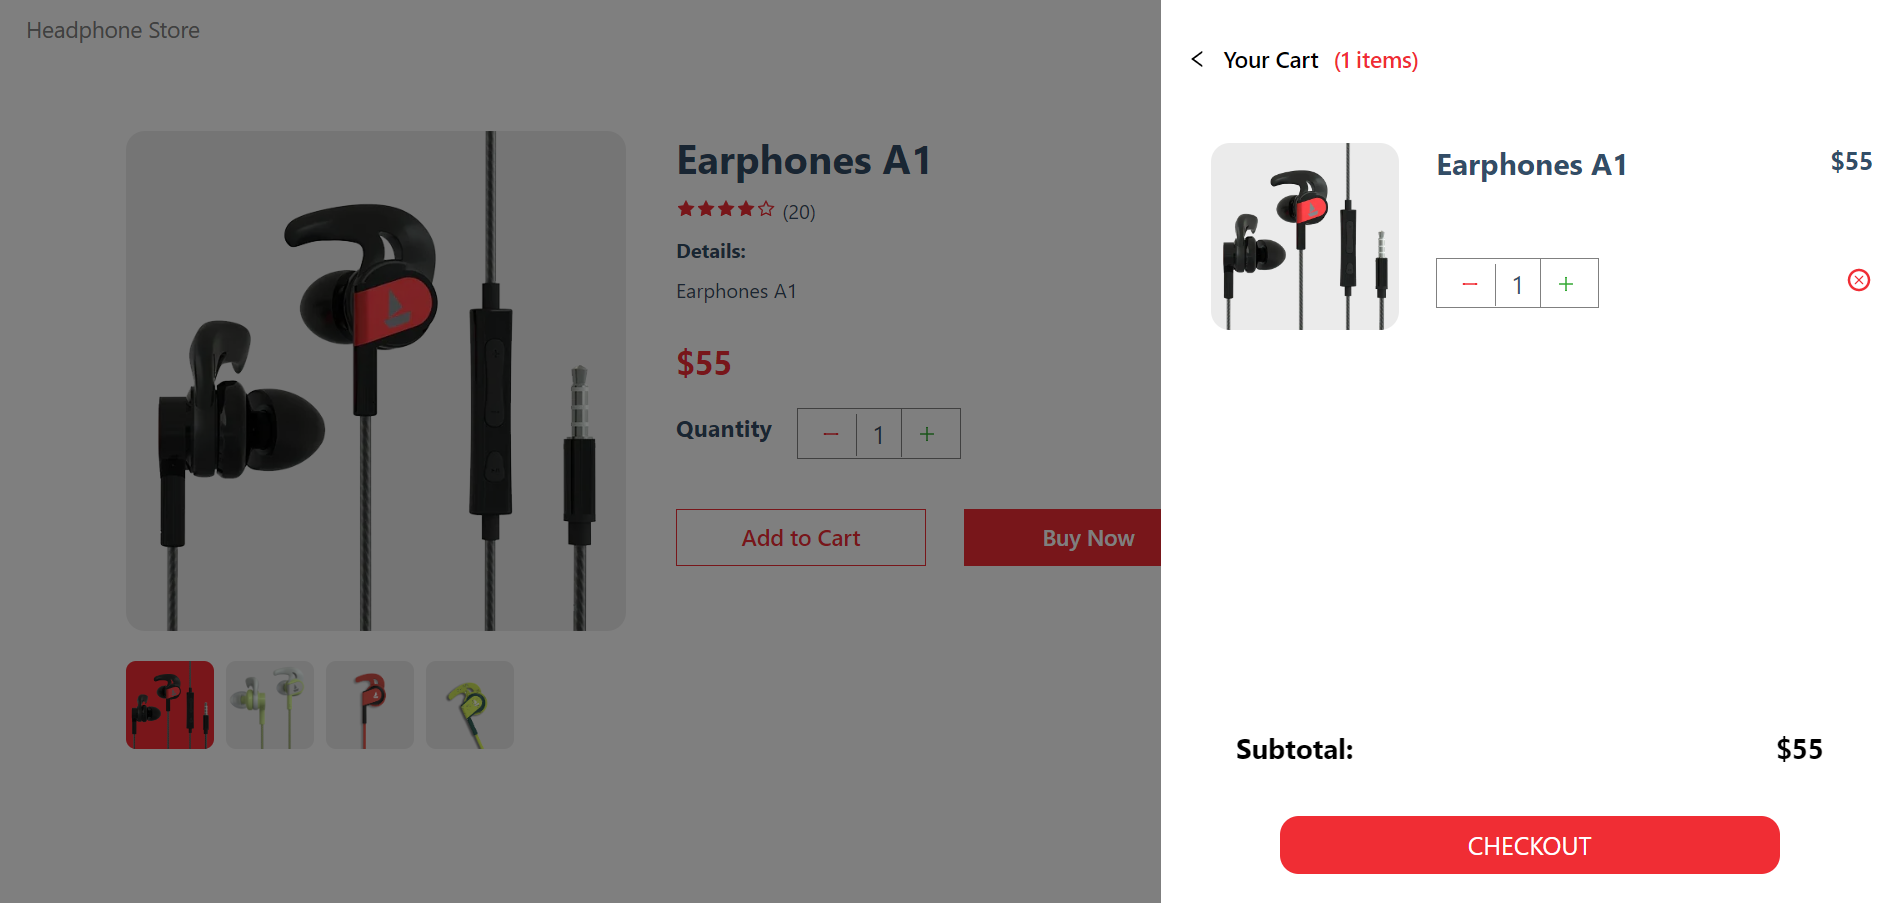 Headphone Store
Earphones A1
(20)
Details:
Earphones A1
$55
Quantity
1
Add to Cart
Buy Now
Your Cart (1 items)
Earphones A1
$55
1
Subtotal:
$55
CHECKOUT